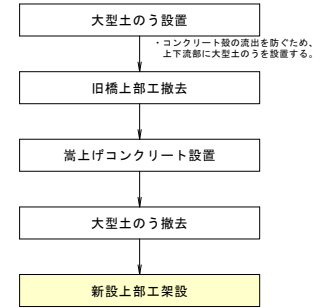 大型土のう設置
・コンクリート殻の流出を防ぐため、
上下流部に大型土のうを設置する。
旧橋上部工撤去
嵩上げコンクリート設置
大型土のう撤去
新設上部工架設